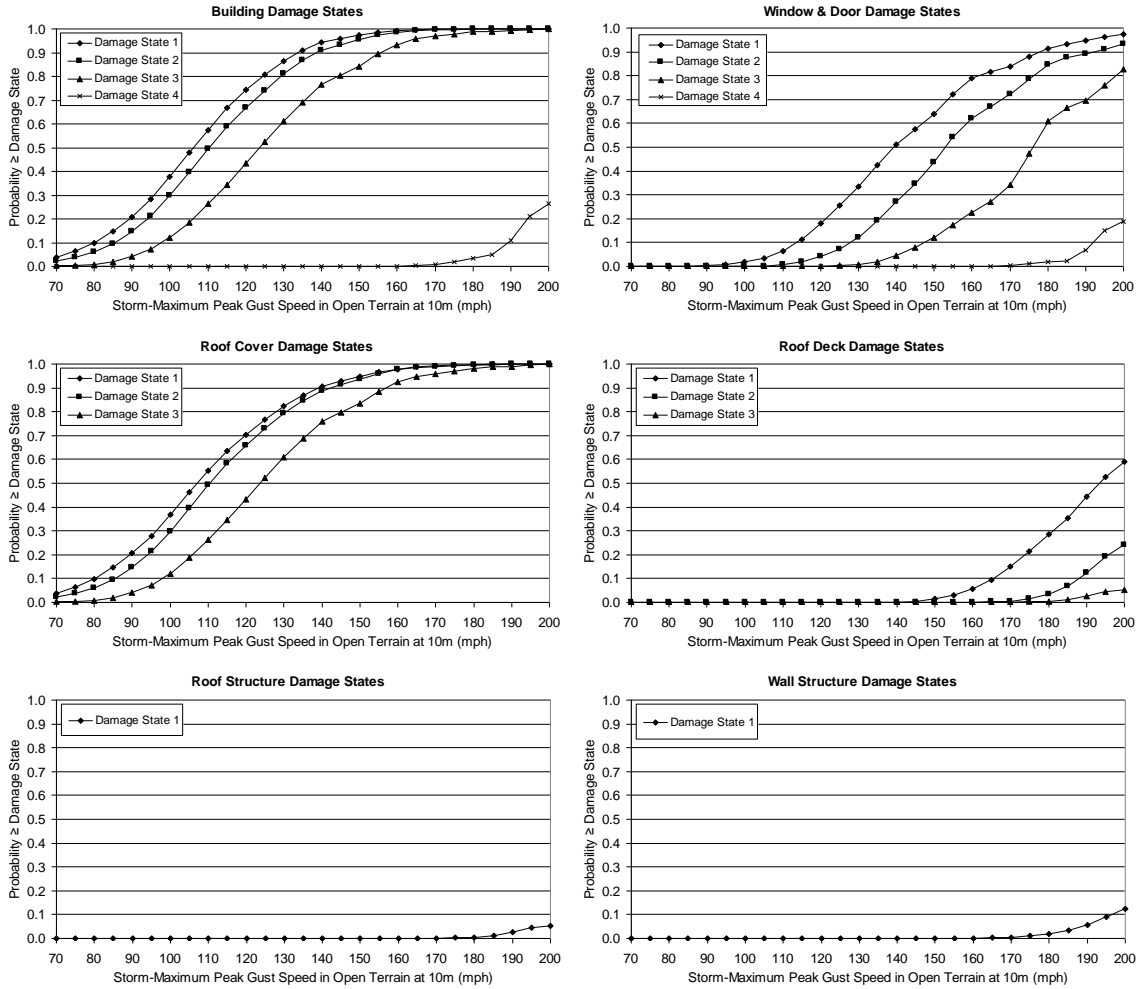 Building Damage States
Probability ≥ Damage State
1.0
0.9
0.8
0.7
0.6
0.5
0.4
0.3
0.2
0.1
0.0
Damage State 1
Damage State 2
Damage State 3
Damage State 4
70 80 90 100 110 120 130 140 150 160 170 180 190 200
Storm-Maximum Peak Gust Speed in Open Terrain at 10m (mph)
Window & Door Damage States
Probability ≥ Damage State
1.0
0.9
0.8
0.7
0.6
0.5
0.4
0.3
0.2
0.1
0.0
Damage State 1
Damage State 2
Damage State 3
Damage State 4
70 80 90 100 110 120 130 140 150 160 170 180 190 200
Storm-Maximum Peak Gust Speed in Open Terrain at 10m (mph)
Roof Cover Damage States
Probability ≥ Damage State
1.0
0.9
0.8
0.7
0.6
0.5
0.4
0.3
0.2
0.1
0.0
Damage State 1
Damage State 2
Damage State 3
70 80 90 100 110 120 130 140 150 160 170 180 190 200
Storm-Maximum Peak Gust Speed in Open Terrain at 10m (mph)
Roof Deck Damage States
Probability ≥ Damage State
1.0
0.9
0.8
0.7
0.6
0.5
0.4
0.3
0.2
0.1
0.0
Damage State 1
Damage State 2
Damage State 3
70 80 90 100 110 120 130 140 150 160 170 180 190 200
Storm-Maximum Peak Gust Speed in Open Terrain at 10m (mph)
Roof Structure Damage States
Probability ≥ Damage State
1.0
0.9
0.8
0.7
0.6
0.5
0.4
0.3
0.2
0.1
0.0
Damage State 1
70 80 90 100 110 120 130 140 150 160 170 180 190 200
Storm-Maximum Peak Gust Speed in Open Terrain at 10m (mph)
Wall Structure Damage States
Probability ≥ Damage State
1.0
0.9
0.8
0.7
0.6
0.5
0.4
0.3
0.2
0.1
0.0
Damage State 1
70 80 90 100 110 120 130 140 150 160 170 180 190 200
Storm-Maximum Peak Gust Speed in Open Terrain at 10m (mph)